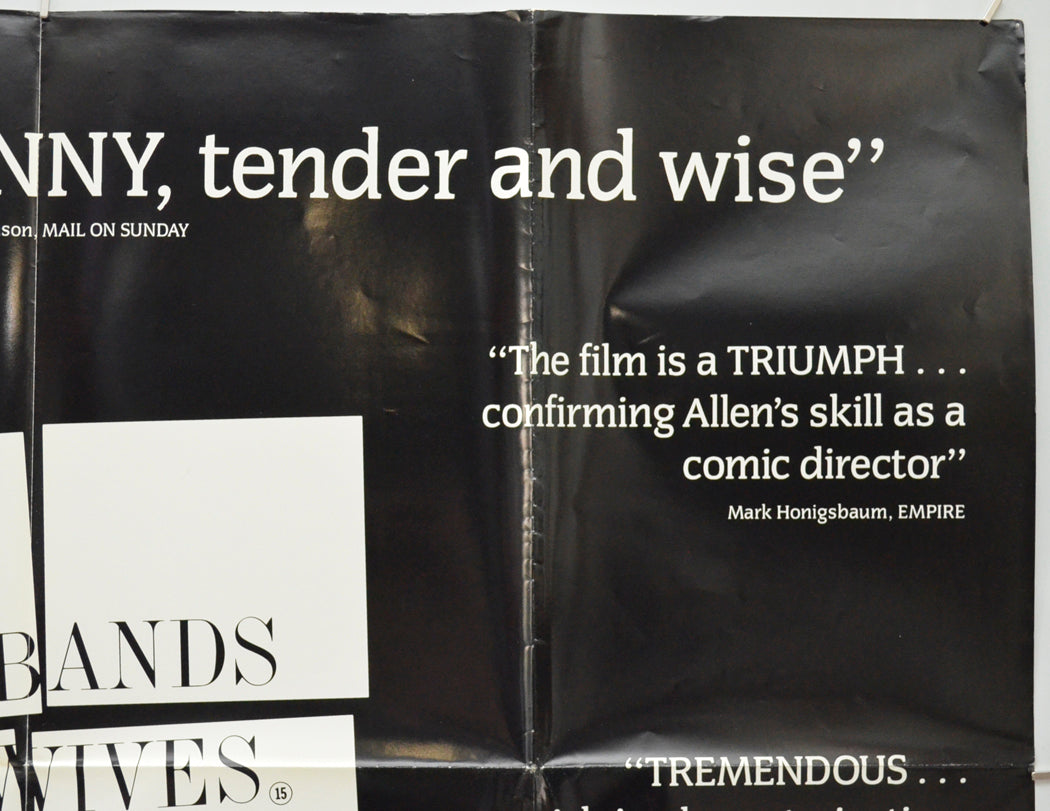 NNY, tender and wise”
son, MAIL ON SUNDAY
“The film is a TRIUMPH . . .
confirming Allen’s skill as a
comic director”
Mark Honigsbaum, EMPIRE
BANDS
WIVES
15
“TREMENDOUS . . .